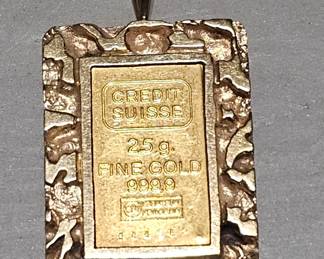 CREDIT
SUISSE
2.5 g.
FINE GOLD
999,9